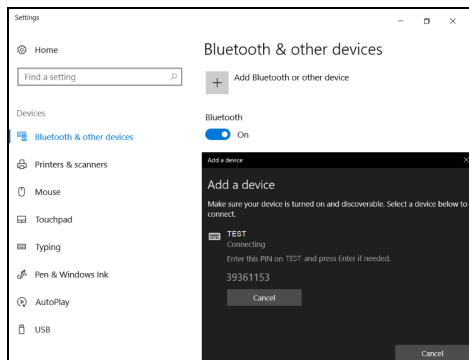 Settings
Home
Find a setting
Devices
Bluetooth & other devices
Printers & scanners
Mouse
Touchpad
Typing
Pen & Windows Ink
AutoPlay
USB
Bluetooth & other devices
Add Bluetooth or other device
Bluetooth
On
Add a device
Add a device
Make sure your device is turned on and discoverable. Select a device below to
connect.
TEST
Connecting
Enter this PIN on TEST and press Enter if needed.
39361153
Cancel
Cancel